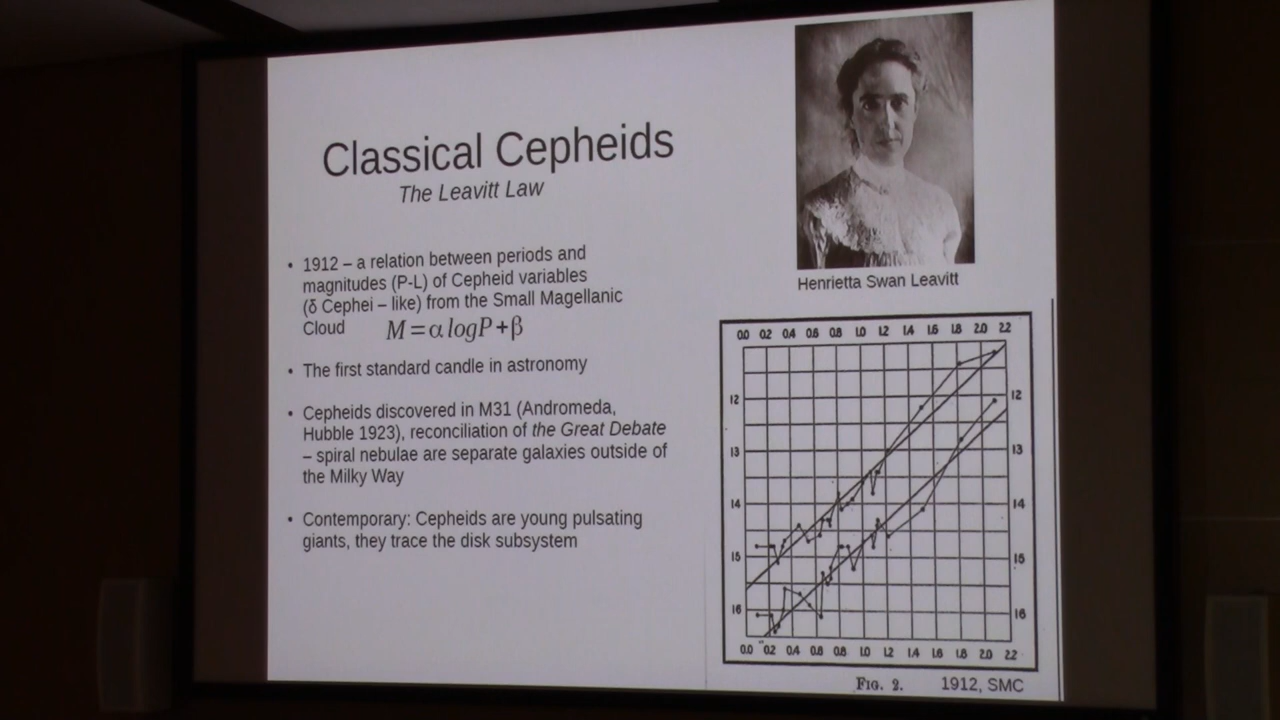 Classical Cepheids
The Leavitt Law
• 1912 – a relation between periods and
magnitudes (P-L) of Cepheid variables
(δ Cephei – like) from the Small Magellanic
Cloud M=α logP+β
• The first standard candle in astronomy
• Cepheids discovered in M31 (Andromeda,
Hubble 1923), reconciliation of the Great Debate
– spiral nebulae are separate galaxies outside of
the Milky Way
• Contemporary: Cepheids are young pulsating
giants, they trace the disk subsystem
Henrietta Swan Leavitt
0.0 0.2 0.4 0.6 0.8 1.0 1.2 1.4 1.6 1.8 2.0 2.2
12 12
13 13
14 14
15 15
16 16
0.0 0.2 0.4 0.6 0.8 1.0 1.2 1.4 1.6 1.8 2.0 2.2
FIG. 2. 1912, SMC